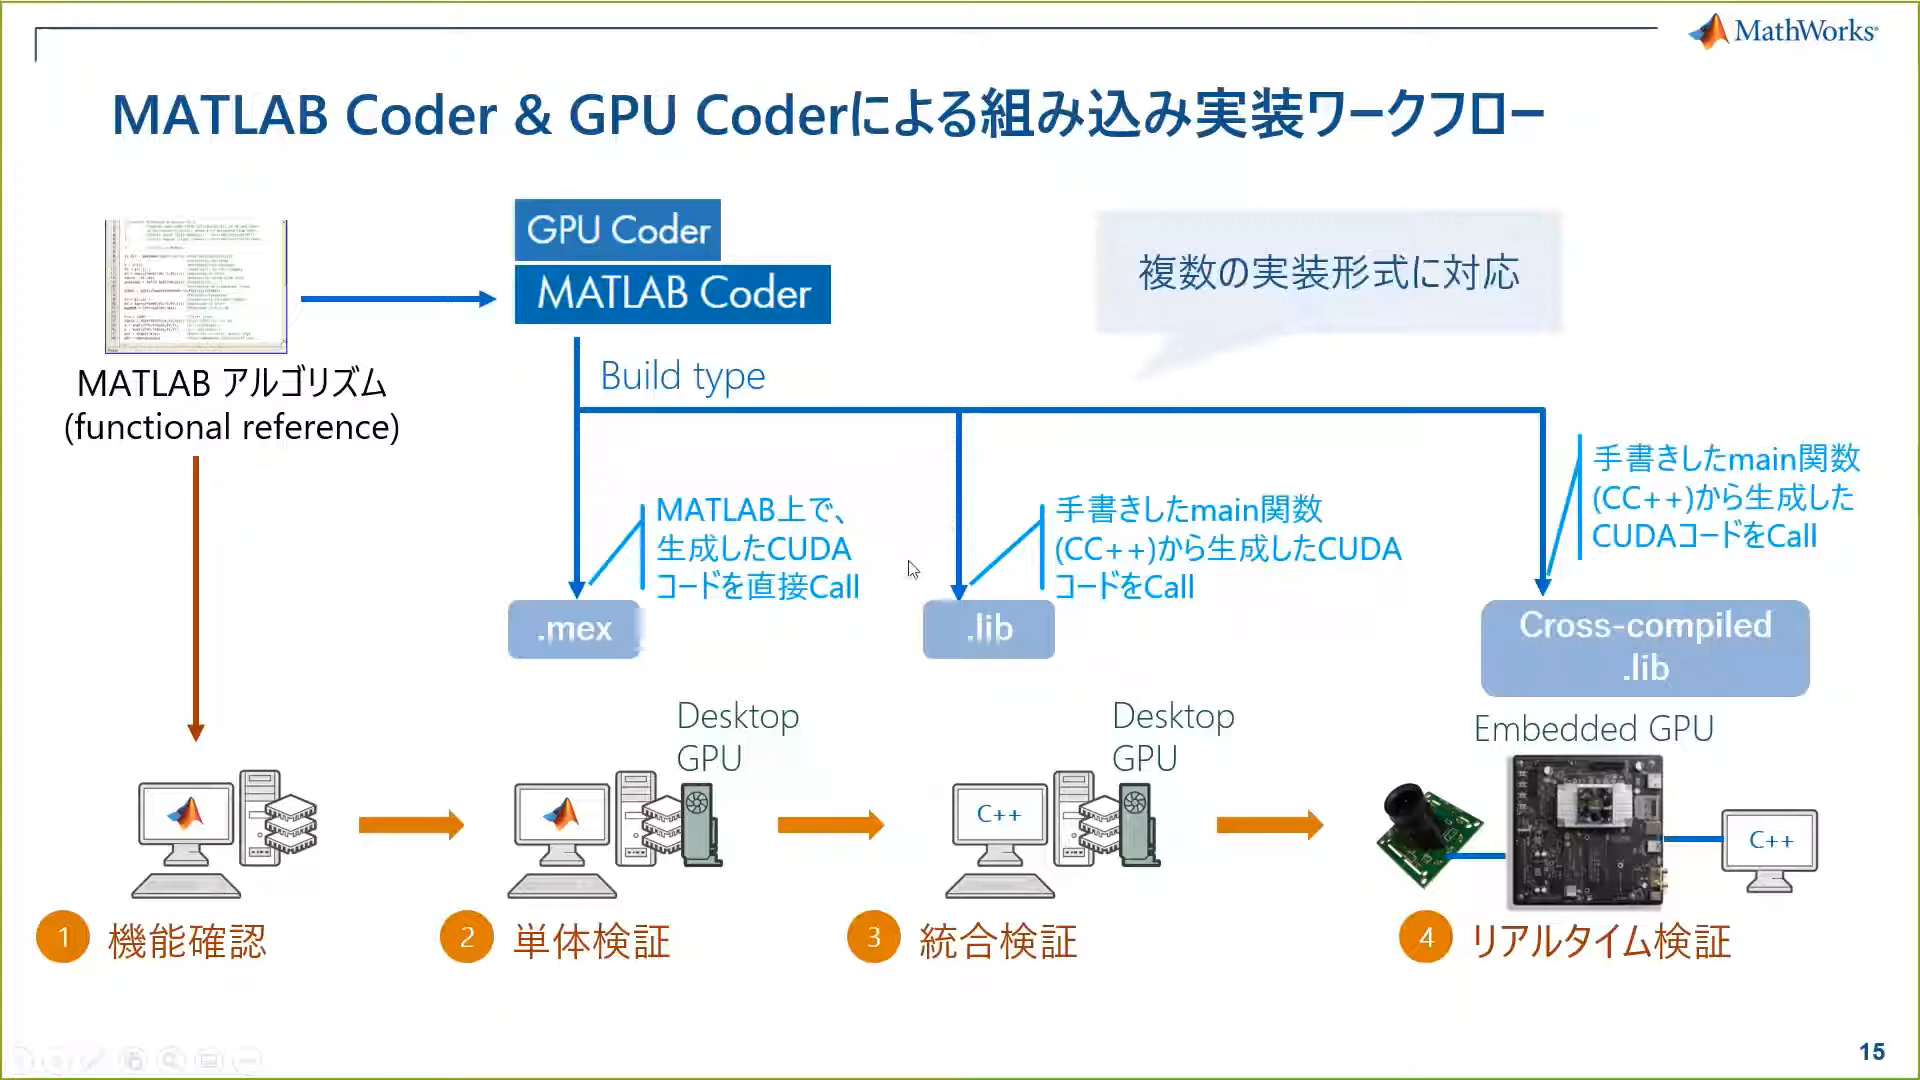 MathWorks
MATLAB Coder & GPU Coderによる組み込み実装ワークフロー
GPU Coder
MATLAB Coder
複数の実装形式に対応
MATLAB アルゴリズム
(functional reference)
Build type
MATLAB上で、
生成したCUDA
コードを直接Call
手書きしたmain関数
(CC++)から生成したCUDA
コードをCall
手書きしたmain関数
(CC++)から生成した
CUDAコードをCall
.mex
.lib
Cross-compiled
.lib
Desktop
GPU
Desktop
GPU
Embedded GPU
C++
C++
1 機能確認
2 単体検証
3 統合検証
4 リアルタイム検証
15